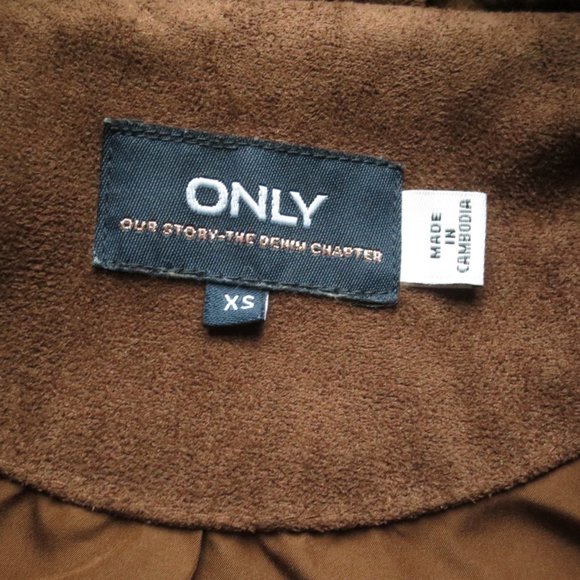 ONLY
OUR STORY-THE DENIM CHAPTER
XS
MADE
IN
CAMBODIA